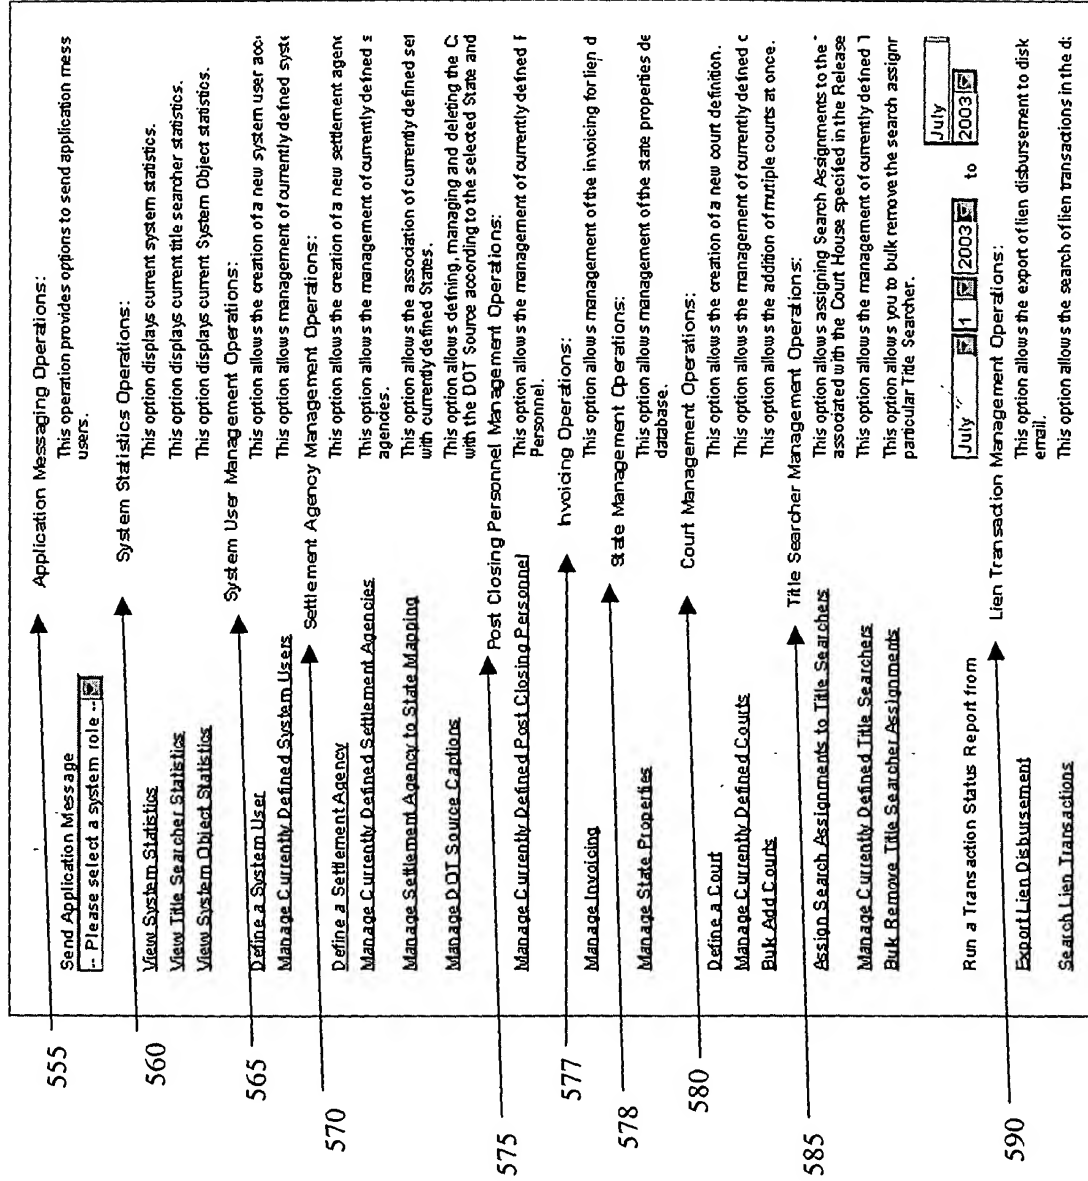 555
Application Messaging Operations:
Send Application Message
-- Please select a system role --
This operation provides options to send application mess
users.
560
System Statistics Operations:
View System Statistics
This option displays current system statistics.
View Title Searcher Statistics
This option displays current title searcher statistics.
View System Object Statistics
This option displays current System Object statistics.
565
System User Management Operations:
Define a System User
This option allows the creation of a new system user acc
Manage Currently Defined System Users
This option allows management of currently defined syste
570
Settlement Agency Management Operations:
Define a Settlement Agency
This option allows the creation of a new settlement agenc
Manage Currently Defined Settlement Agencies
This option allows the management of currently defined s
agencies.
Manage Settlement Agency to State Mapping
This option allows the association of currently defined set
with currently defined States.
Manage DOT Source Captions
This option allows defining, managing and deleting the C
with the DOT Source according to the selected State and
575
Post Closing Personnel Management Operations:
Manage Currently Defined Post Closing Personnel
This option allows the management of currently defined F
Personnel.
577
Invoicing Operations:
Manage Invoicing
This option allows management of the invoicing for lien d
578
State Management Operations:
Manage State Properties
This option allows management of the state properties de
database.
580
Court Management Operations:
Define a Court
This option allows the creation of a new court definition.
Manage Currently Defined Courts
This option allows the management of currently defined c
Bulk Add Courts
This option allows the addition of multiple courts at once.
585
Title Searcher Management Operations:
Assign Search Assignments to Title Searchers
This option allows assigning Search Assignments to the
associated with the Court House specified in the Release
Manage Currently Defined Title Searchers
This option allows the management of currently defined T
Bulk Remove Title Searcher Assignments
This option allows you to bulk remove the search assignr
particular Title Searcher.
Run a Transaction Status Report from
July 1 2003 to July 2003
590
Lien Transaction Management Operations:
Export Lien Disbursement
This option allows the export of lien disbursement to disk
email.
Search Lien Transactions
This option allows the search of lien transactions in the d